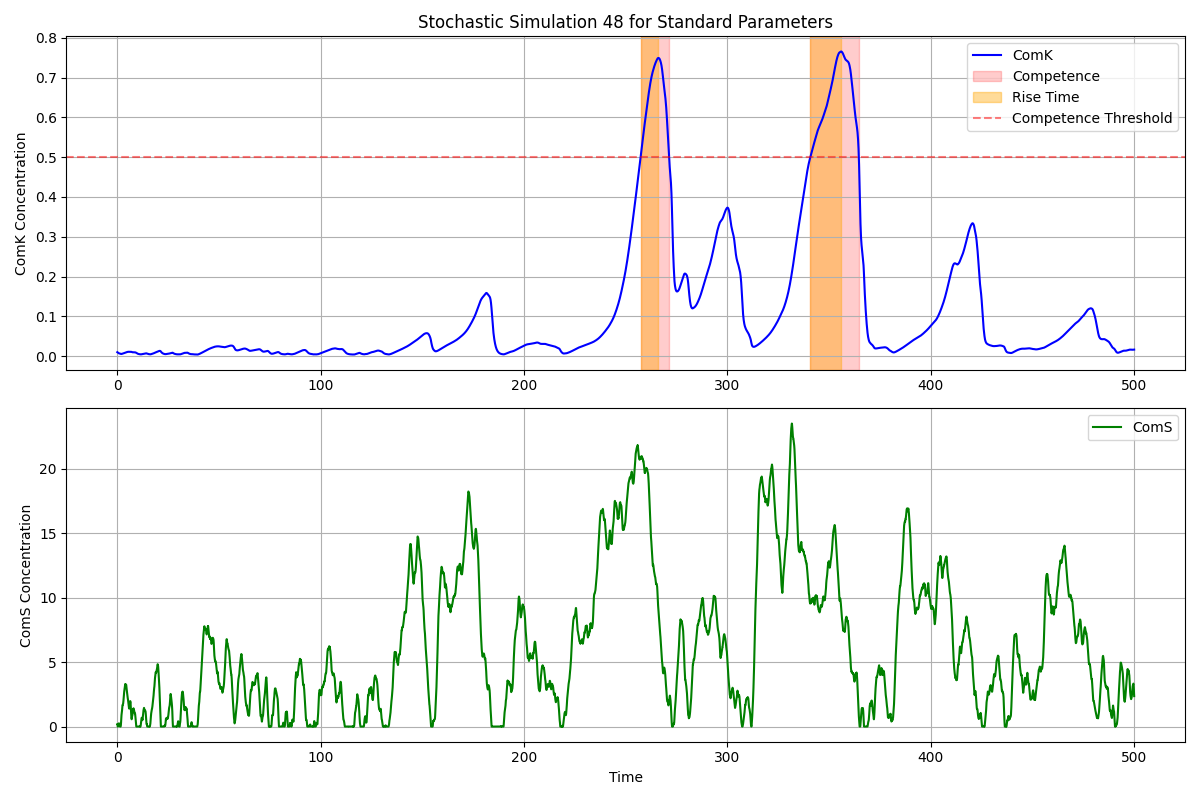 Stochastic Simulation 48 for Standard Parameters
ComK Concentration
0.8
0.7
0.6
0.5
0.4
0.3
0.2
0.1
0.0
ComK
Competence
Rise Time
Competence Threshold
0 100 200 300 400 500
ComS Concentration
20
15
10
5
0
ComS
0 100 200 300 400 500
Time